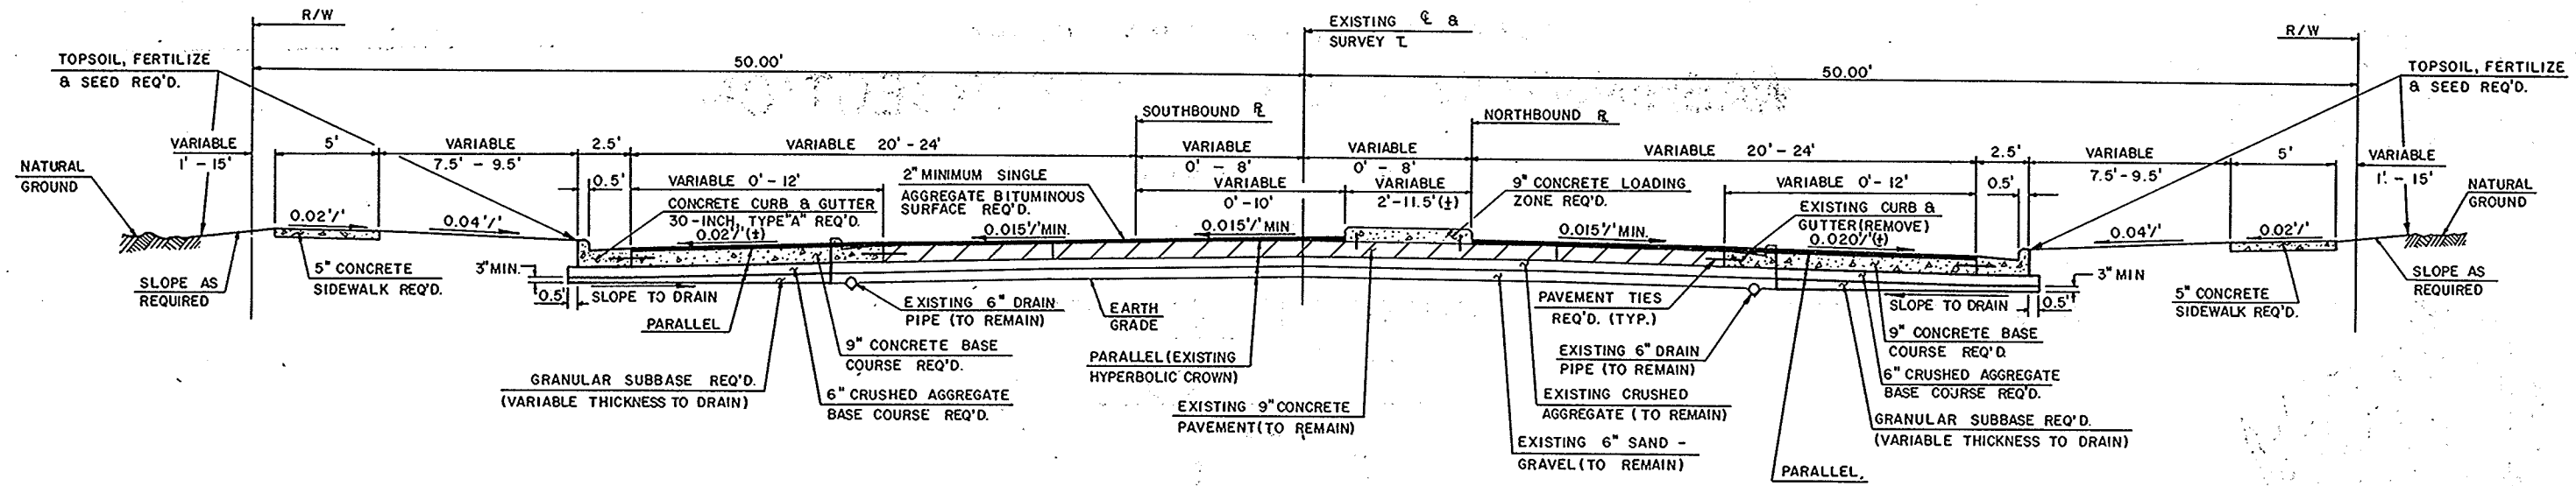 R/W
EXISTING ℄ &
SURVEY
R/W
TOPSOIL, FERTILIZE
& SEED REQ'D.
50.00'
50.00'
TOPSOIL, FERTILIZE
& SEED REQ'D.
SOUTHBOUND
NORTHBOUND
VARIABLE
1' - 15'
5'
VARIABLE
7.5' - 9.5'
2.5'
VARIABLE 20' - 24'
VARIABLE
0' - 8'
VARIABLE
0' - 8'
VARIABLE 20' - 24'
2.5'
VARIABLE
7.5' - 9.5'
5'
VARIABLE
1' - 15'
NATURAL
GROUND
0.5'
VARIABLE 0' - 12'
2" MINIMUM SINGLE
AGGREGATE BITUMINOUS
SURFACE REQ'D.
VARIABLE
0' - 10'
VARIABLE
2' - 11.5' (±)
9" CONCRETE LOADING
ZONE REQ'D.
VARIABLE 0' - 12'
0.5'
NATURAL
GROUND
CONCRETE CURB & GUTTER
30-INCH, TYPE "A" REQ'D.
EXISTING CURB &
GUTTER (REMOVE)
0.02'/'
0.04'/'
0.02'/' (±)
0.015'/' MIN.
0.015'/' MIN
0.015'/' MIN.
0.020'/' (±)
0.04'/'
0.02'/'
SLOPE AS
REQUIRED
5" CONCRETE
SIDEWALK REQ'D.
3" MIN.
0.5'
SLOPE TO DRAIN
PARALLEL
EXISTING 6" DRAIN
PIPE (TO REMAIN)
EARTH
GRADE
PAVEMENT TIES
REQ'D. (TYP.)
SLOPE TO DRAIN
0.5'
3" MIN
5" CONCRETE
SIDEWALK REQ'D.
SLOPE AS
REQUIRED
9" CONCRETE BASE
COURSE REQ'D.
PARALLEL (EXISTING
HYPERBOLIC CROWN)
EXISTING 6" DRAIN
PIPE (TO REMAIN)
9" CONCRETE BASE
COURSE REQ'D.
GRANULAR SUBBASE REQ'D.
(VARIABLE THICKNESS TO DRAIN)
6" CRUSHED AGGREGATE
BASE COURSE REQ'D.
EXISTING 9" CONCRETE
PAVEMENT (TO REMAIN)
EXISTING CRUSHED
AGGREGATE (TO REMAIN)
6" CRUSHED AGGREGATE
BASE COURSE REQ'D.
EXISTING 6" SAND -
GRAVEL (TO REMAIN)
GRANULAR SUBBASE REQ'D.
(VARIABLE THICKNESS TO DRAIN)
PARALLEL